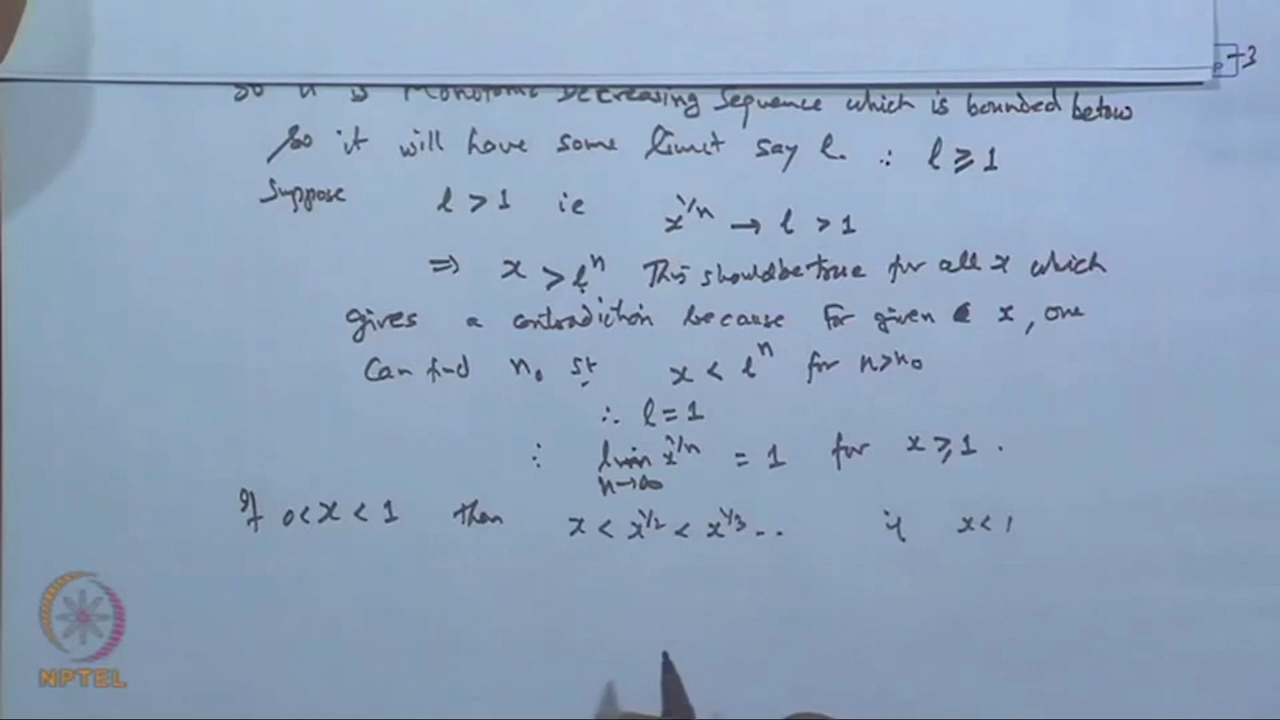 So it is Monotonic Decreasing Sequence which is bounded below
So it will have some limit say l. ∴ l ≥ 1
Suppose l > 1 ie x^{1/n} → l > 1
⇒ x > l^n This should be true for all x which
gives a contradiction because for given x, one
Can find n₀ st x < l^n for n > n₀
∴ l = 1
∴ lim_{n→∞} x^{1/n} = 1 for x ≥ 1.
If 0 < x < 1 then x < x^{1/2} < x^{1/3} .. if x < 1
NPTEL